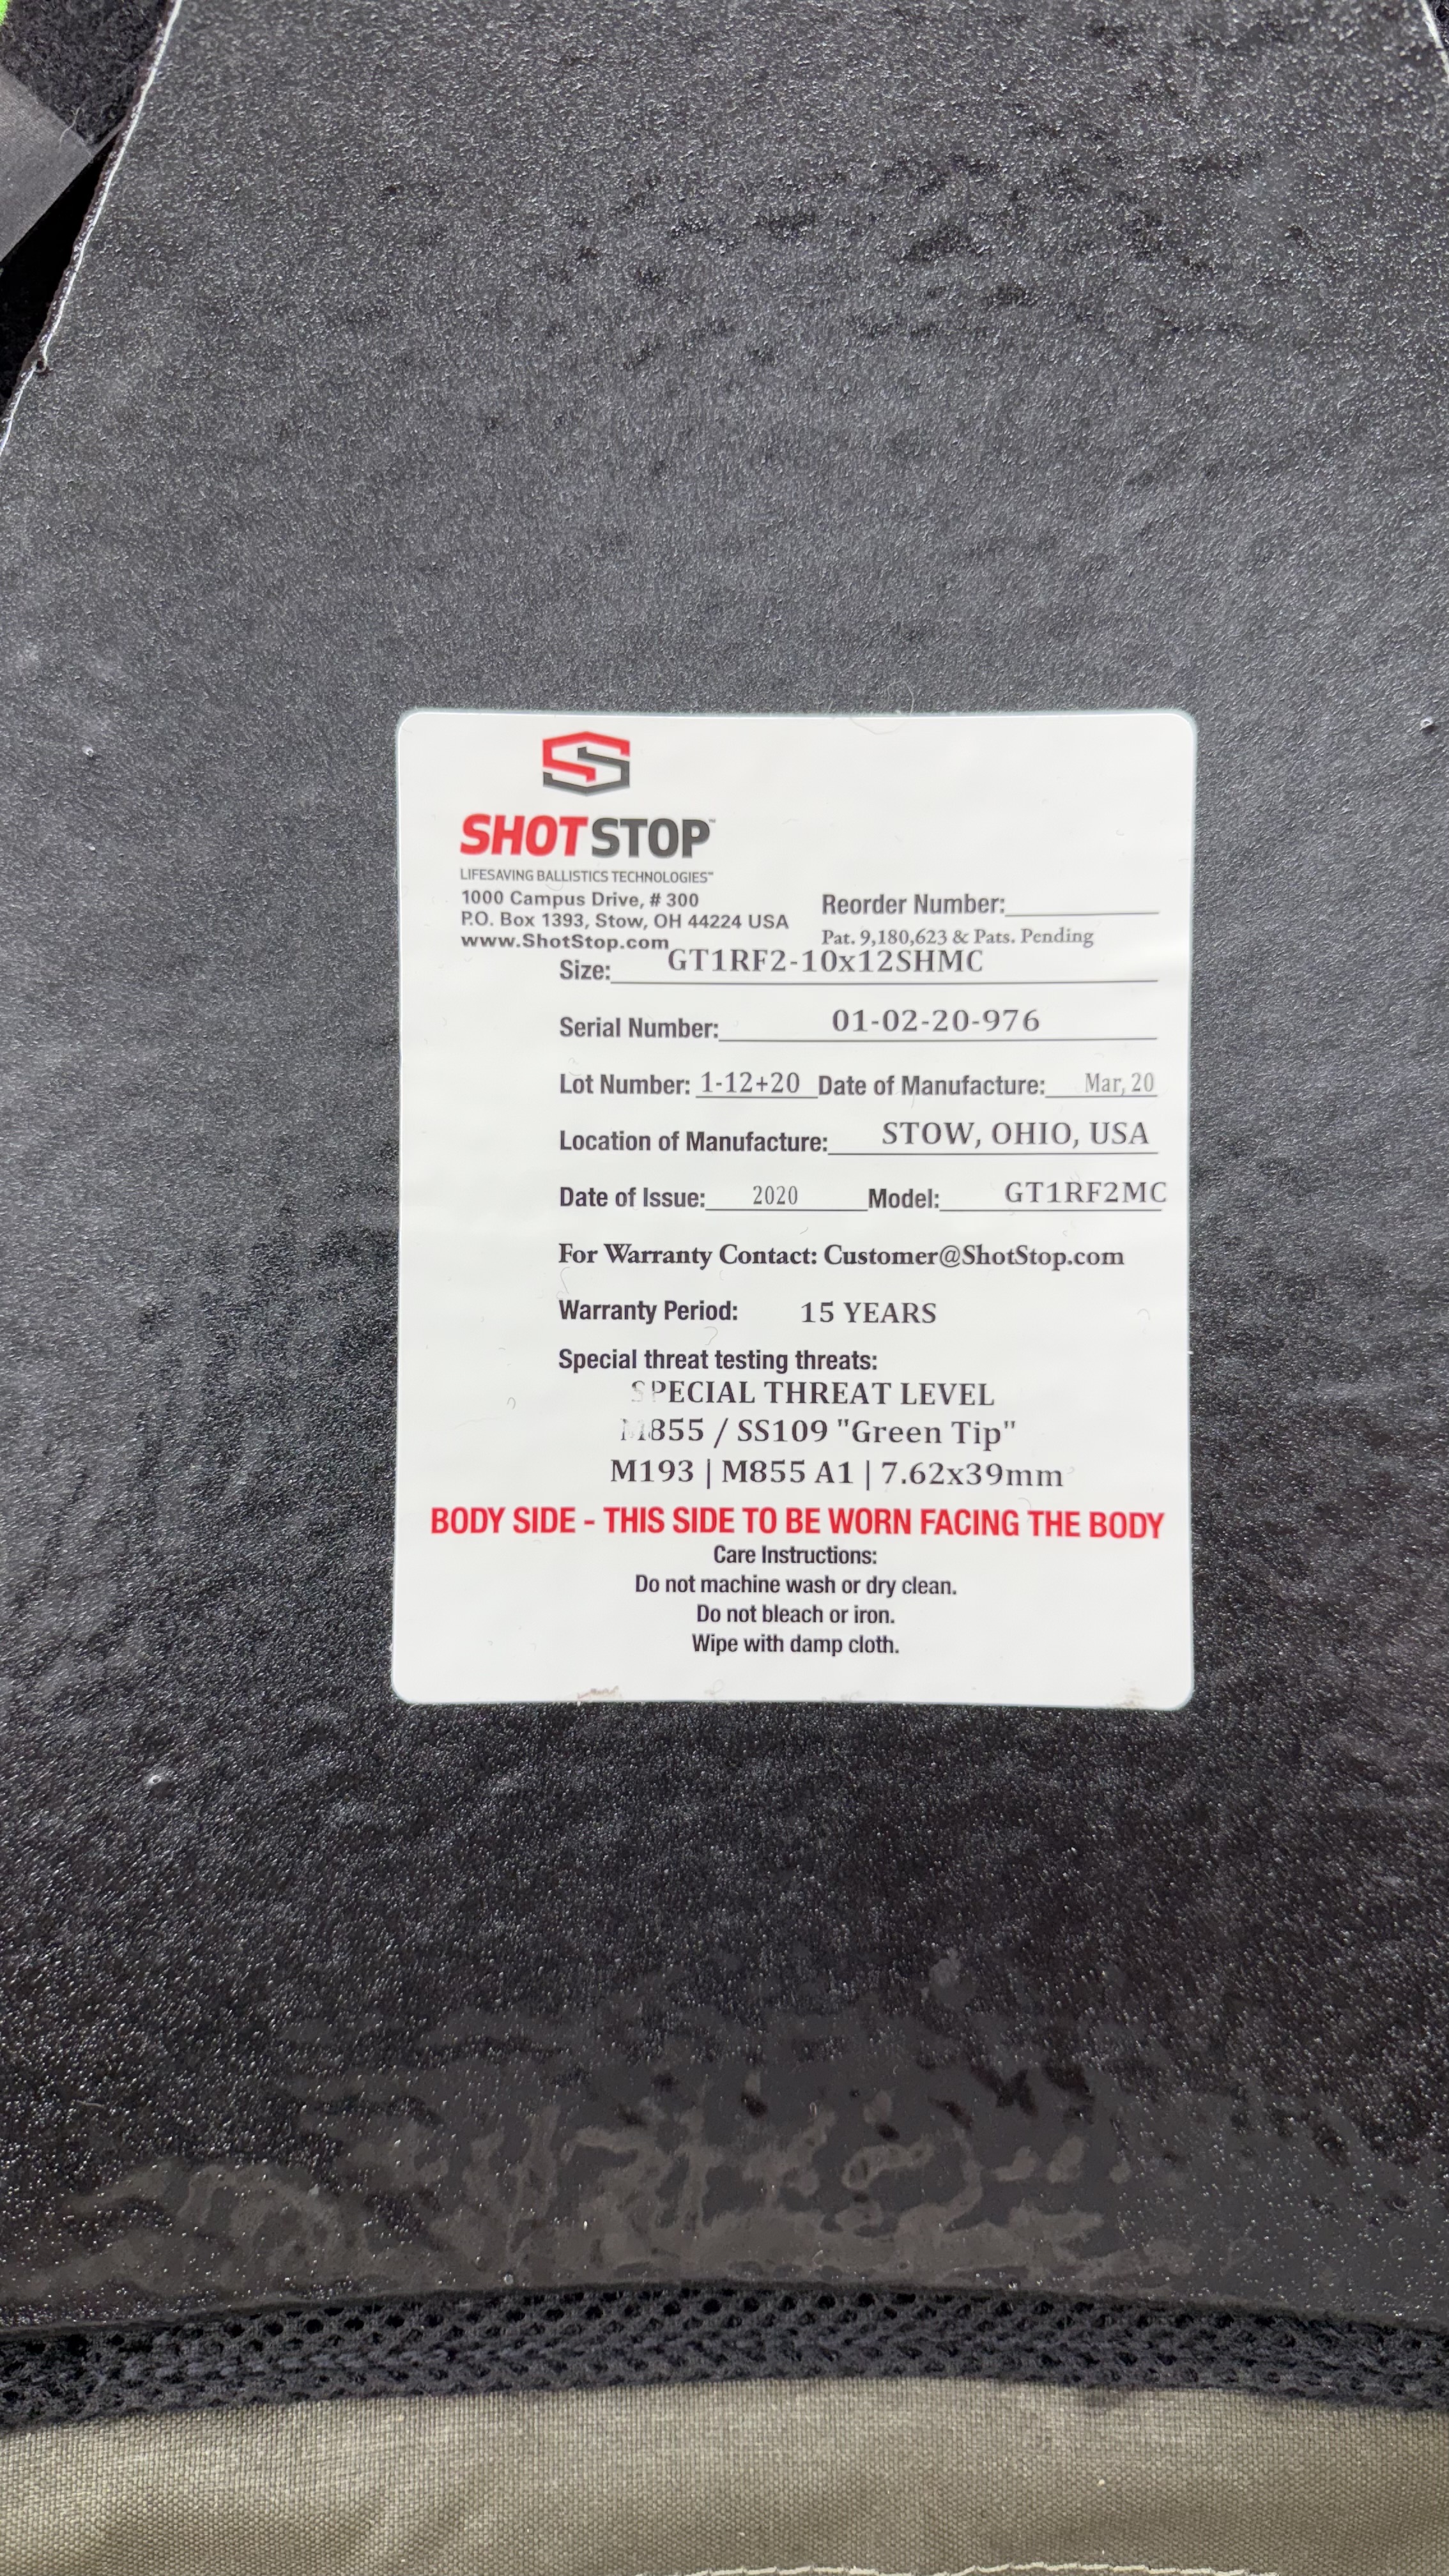 SHOTSTOP™
LIFESAVING BALLISTICS TECHNOLOGIES™
1000 Campus Drive, # 300
P.O. Box 1393, Stow, OH 44224 USA
www.ShotStop.com
Reorder Number:
Pat. 9,180,623 & Pats. Pending
Size: GT1RF2-10x12SHMC
Serial Number: 01-02-20-976
Lot Number: 1-12+20 Date of Manufacture: Mar, 20
Location of Manufacture: STOW, OHIO, USA
Date of Issue: 2020 Model: GT1RF2MC
For Warranty Contact: Customer@ShotStop.com
Warranty Period: 15 YEARS
Special threat testing threats:
SPECIAL THREAT LEVEL
M855 / SS109 "Green Tip"
M193 | M855 A1 | 7.62x39mm
BODY SIDE - THIS SIDE TO BE WORN FACING THE BODY
Care Instructions:
Do not machine wash or dry clean.
Do not bleach or iron.
Wipe with damp cloth.